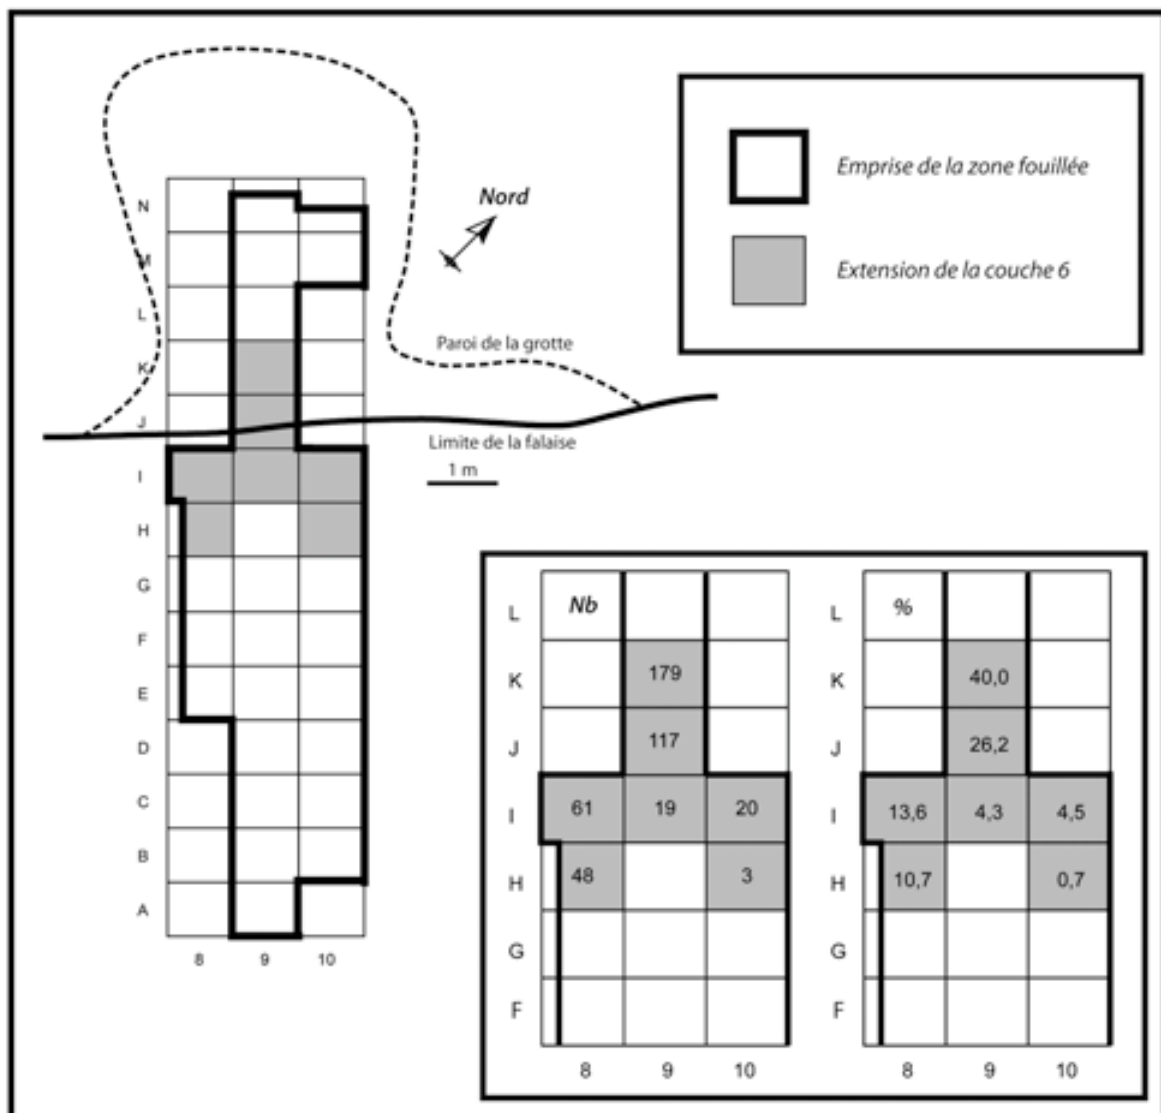 Emprise de la zone fouillée
Extension de la couche 6
Nord
Paroi de la grotte
Limite de la falaise
1 m
N
M
L
K
J
I
H
G
F
E
D
C
B
A
8 9 10
L Nb
K 179
J 117
I 61 19 20
H 48 3
G
F
8 9 10
L %
K 40,0
J 26,2
I 13,6 4,3 4,5
H 10,7 0,7
G
F
8 9 10